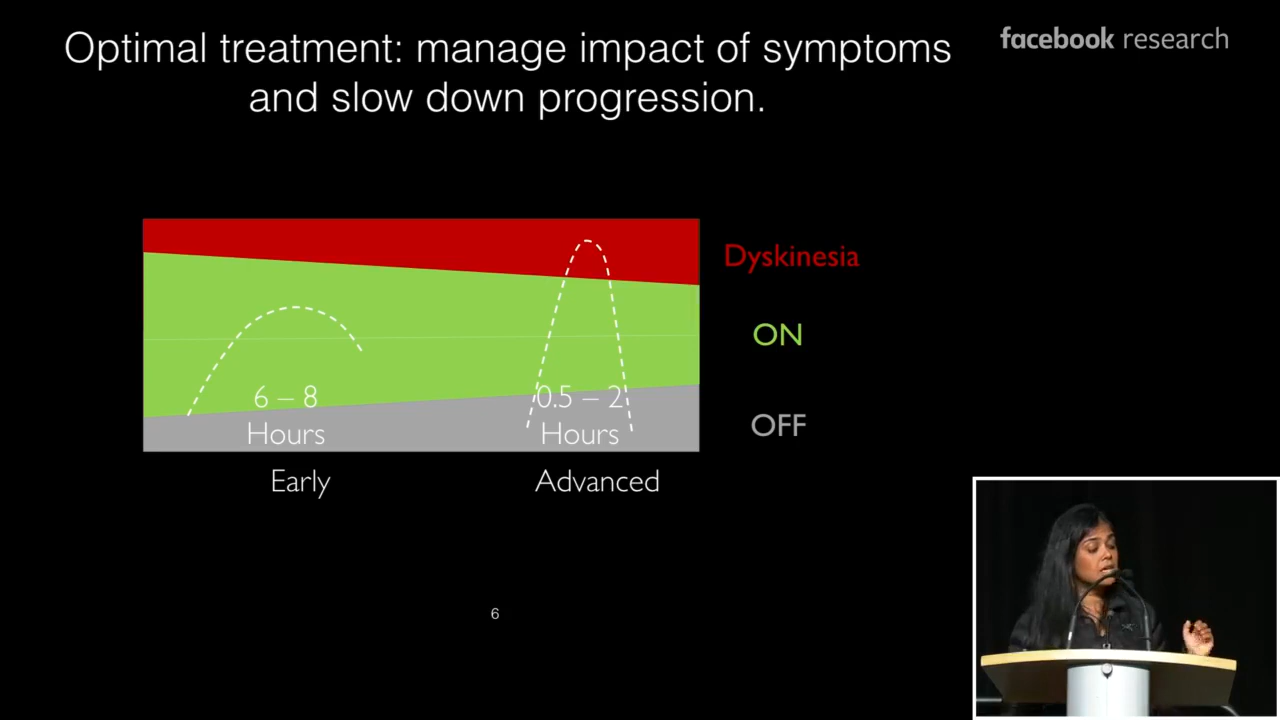 Optimal treatment: manage impact of symptoms
and slow down progression.
facebook research
Dyskinesia
ON
OFF
6 – 8
Hours
0.5 – 2
Hours
Early
Advanced
6